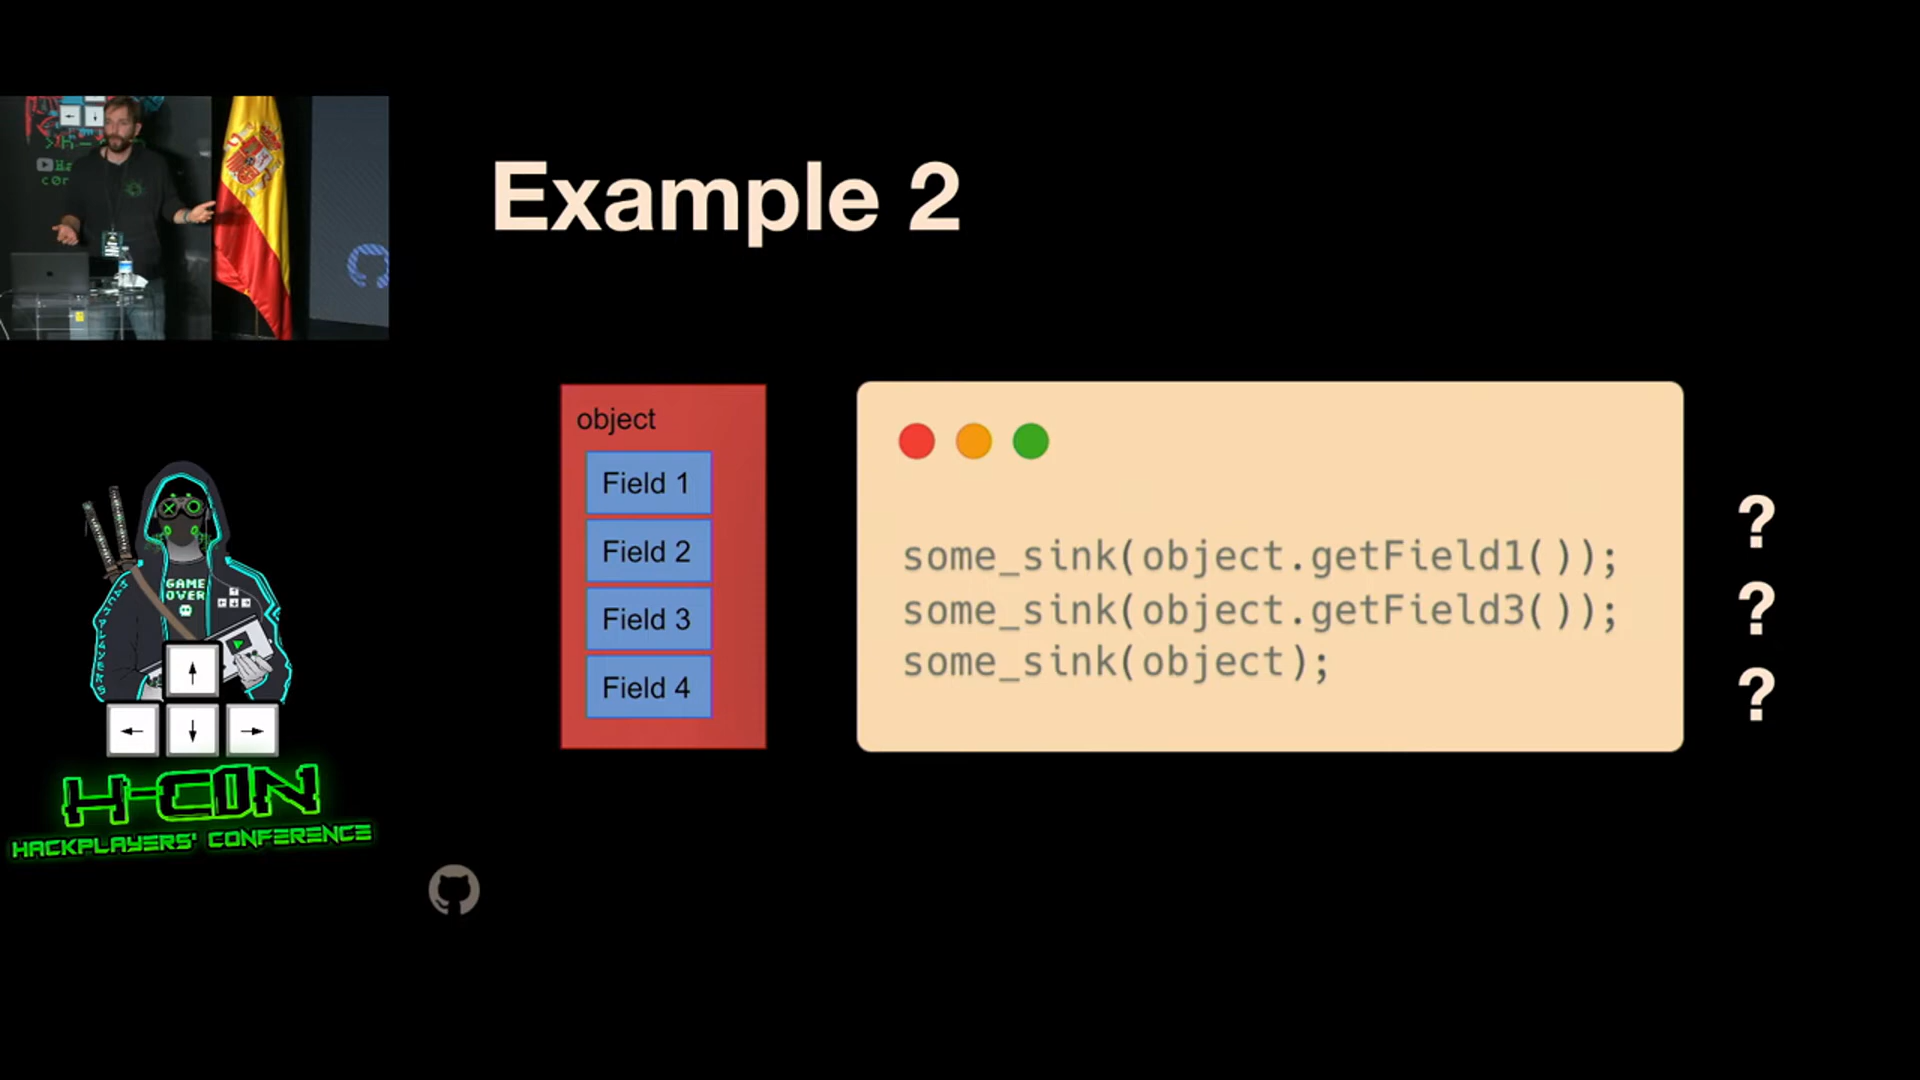 Example 2
object
Field 1
Field 2
Field 3
Field 4
some_sink(object.getField1());
some_sink(object.getField3());
some_sink(object);
?
?
?
GAME
OVER
H-C0N
HACKPLAYERS' CONFERENCE